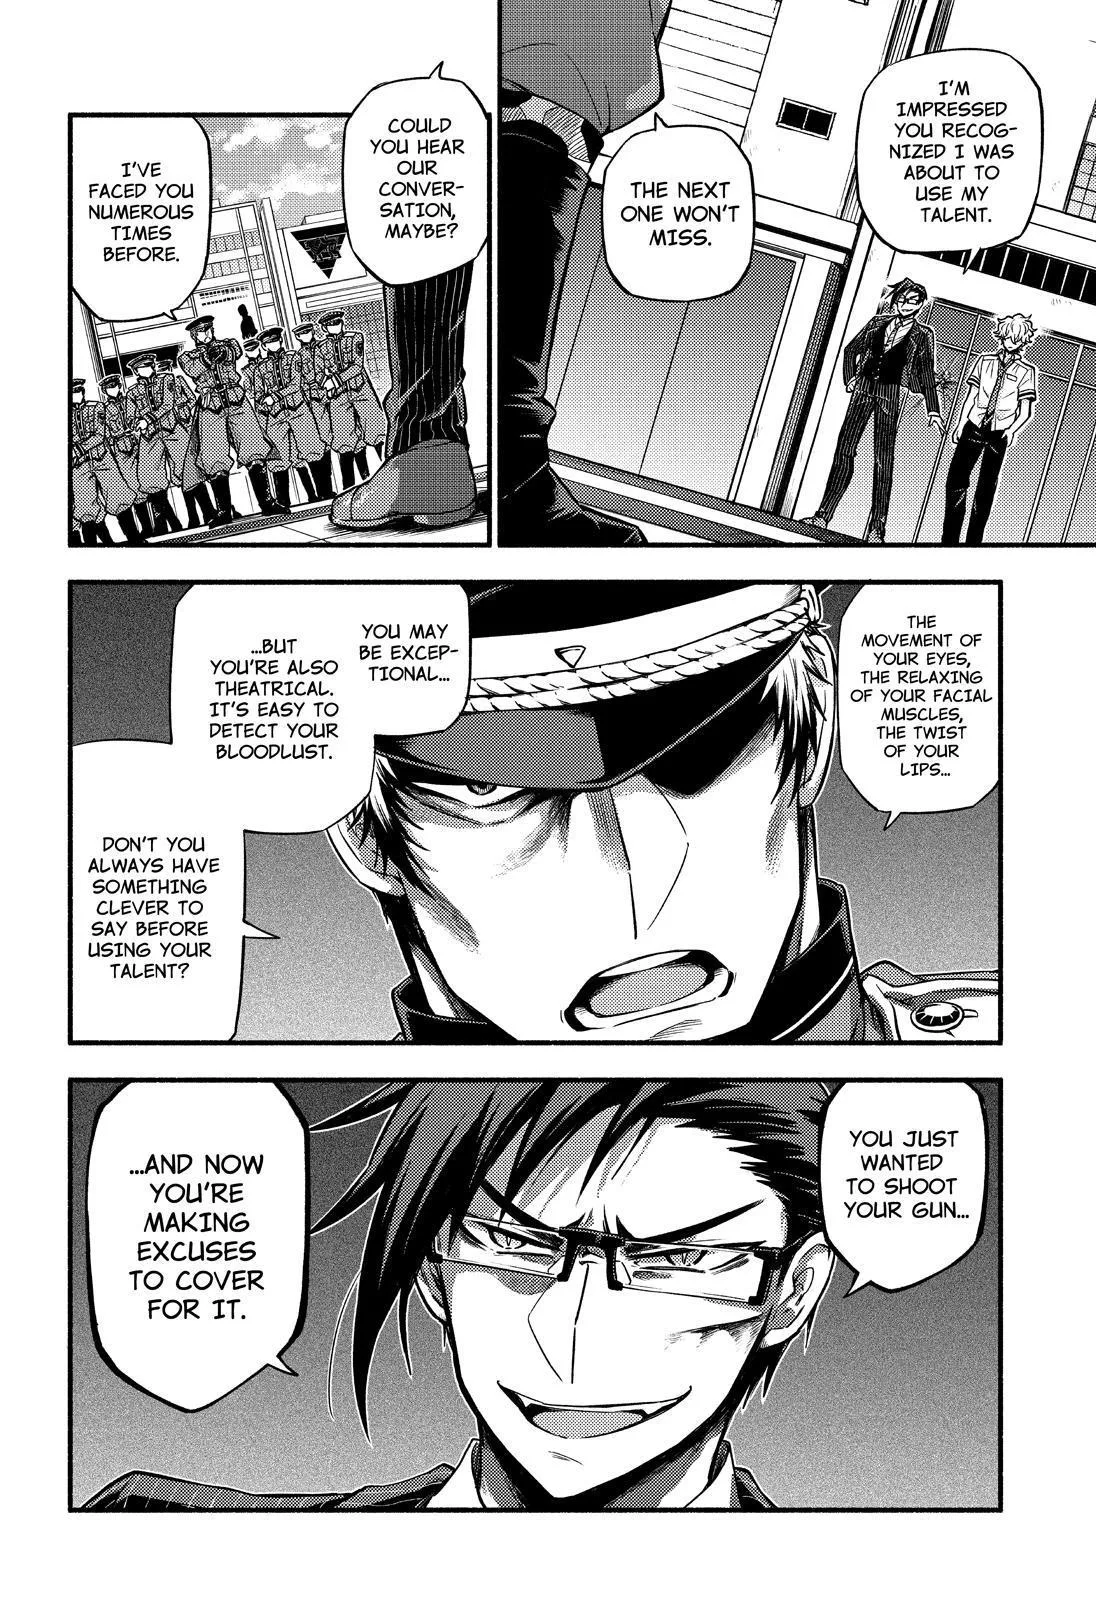 I'M
IMPRESSED
YOU RECOG-
NIZED I WAS
ABOUT TO
USE MY
TALENT.
THE NEXT
ONE WON'T
MISS.
COULD
YOU HEAR
OUR
CONVER-
SATION,
MAYBE?
I'VE
FACED YOU
NUMEROUS
TIMES
BEFORE.
THE
MOVEMENT OF
YOUR EYES,
THE RELAXING
OF YOUR FACIAL
MUSCLES,
THE TWIST
OF YOUR
LIPS...
YOU MAY
BE EXCEP-
TIONAL...
...BUT
YOU'RE ALSO
THEATRICAL.
IT'S EASY TO
DETECT YOUR
BLOODLUST.
DON'T YOU
ALWAYS HAVE
SOMETHING
CLEVER TO
SAY BEFORE
USING YOUR
TALENT?
YOU JUST
WANTED
TO SHOOT
YOUR GUN...
...AND NOW
YOU'RE
MAKING
EXCUSES
TO COVER
FOR IT.